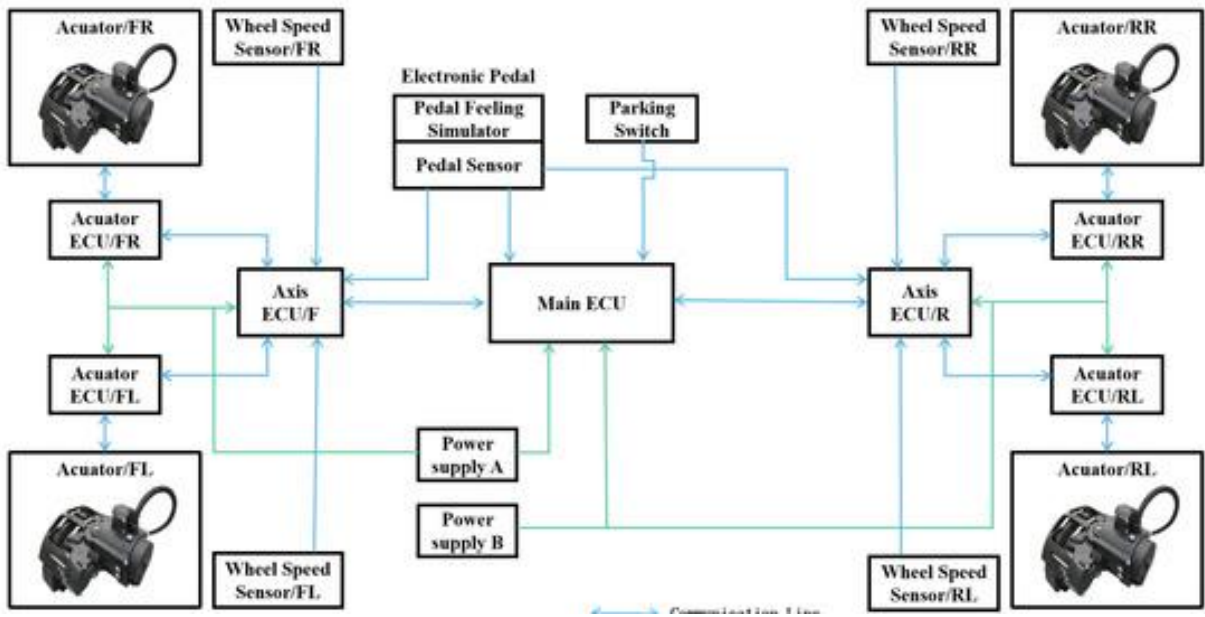 Acuator/FR
Wheel Speed
Sensor/FR
Wheel Speed
Sensor/RR
Acuator/RR
Electronic Pedal
Pedal Feeling
Simulator
Pedal Sensor
Parking
Switch
Acuator
ECU/FR
Acuator
ECU/RR
Axis
ECU/F
Main ECU
Axis
ECU/R
Acuator
ECU/FL
Acuator
ECU/RL
Power
supply A
Acuator/FL
Acuator/RL
Power
supply B
Wheel Speed
Sensor/FL
Wheel Speed
Sensor/RL
Communication Line